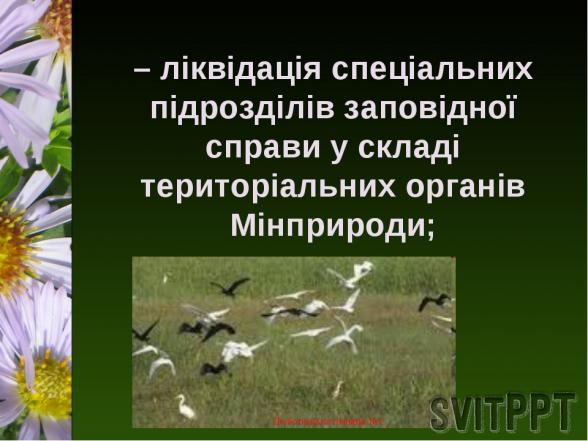 – ліквідація спеціальних
підрозділів заповідної
справи у складі
територіальних органів
Мінприроди;
SVITPPT